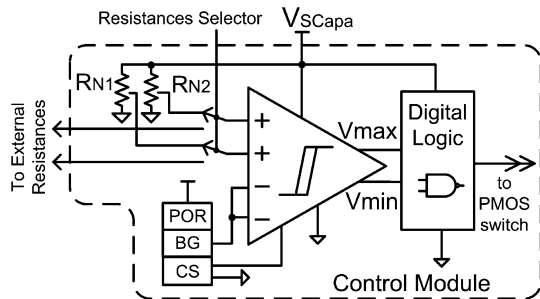 Resistances Selector
VSCapa
RN1
RN2
To External
Resistances
+
+
−
−
Vmax
Vmin
Digital
Logic
to
PMOS
switch
POR
BG
CS
Control Module